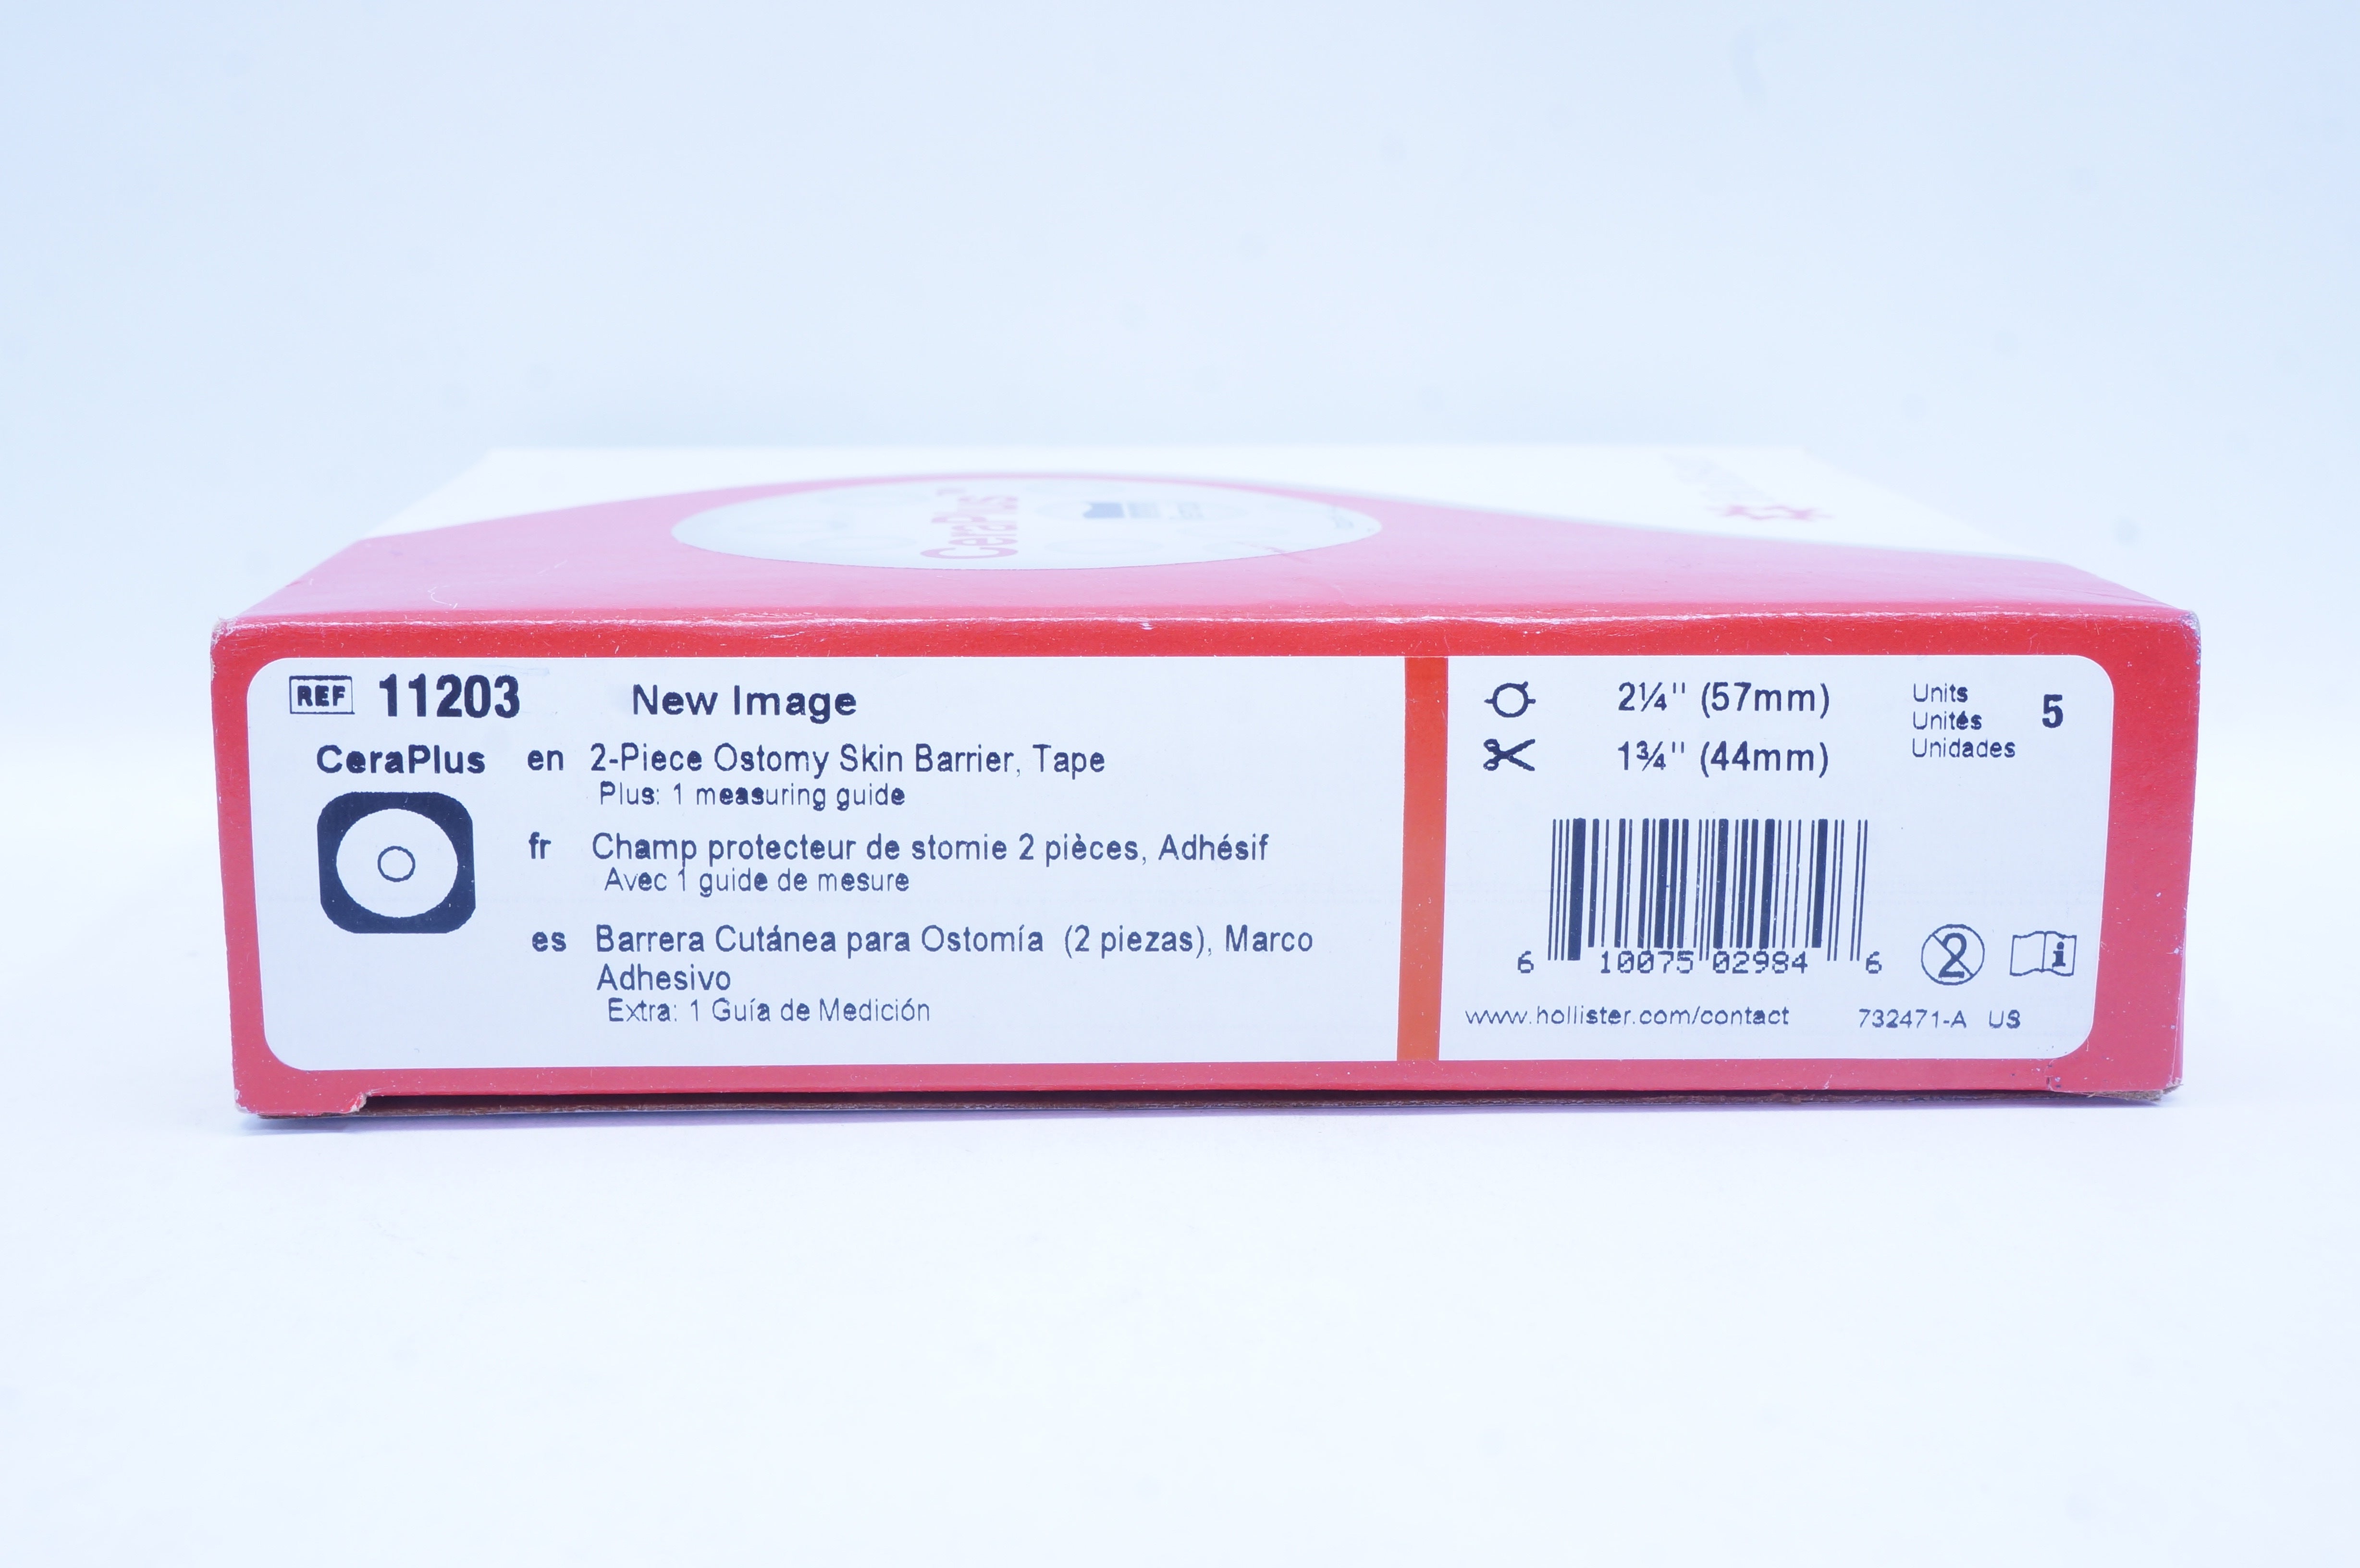 CeraPlus™
REF 11203 New Image
CeraPlus
en 2-Piece Ostomy Skin Barrier, Tape
Plus: 1 measuring guide
fr Champ protecteur de stomie 2 pièces, Adhésif
Avec 1 guide de mesure
es Barrera Cutánea para Ostomía (2 piezas), Marco
Adhesivo
Extra: 1 Guía de Medición
2¼" (57mm)
1¾" (44mm)
Units
Unités
Unidades
5
6 10075 02984 6
2
i
www.hollister.com/contact 732471-A US